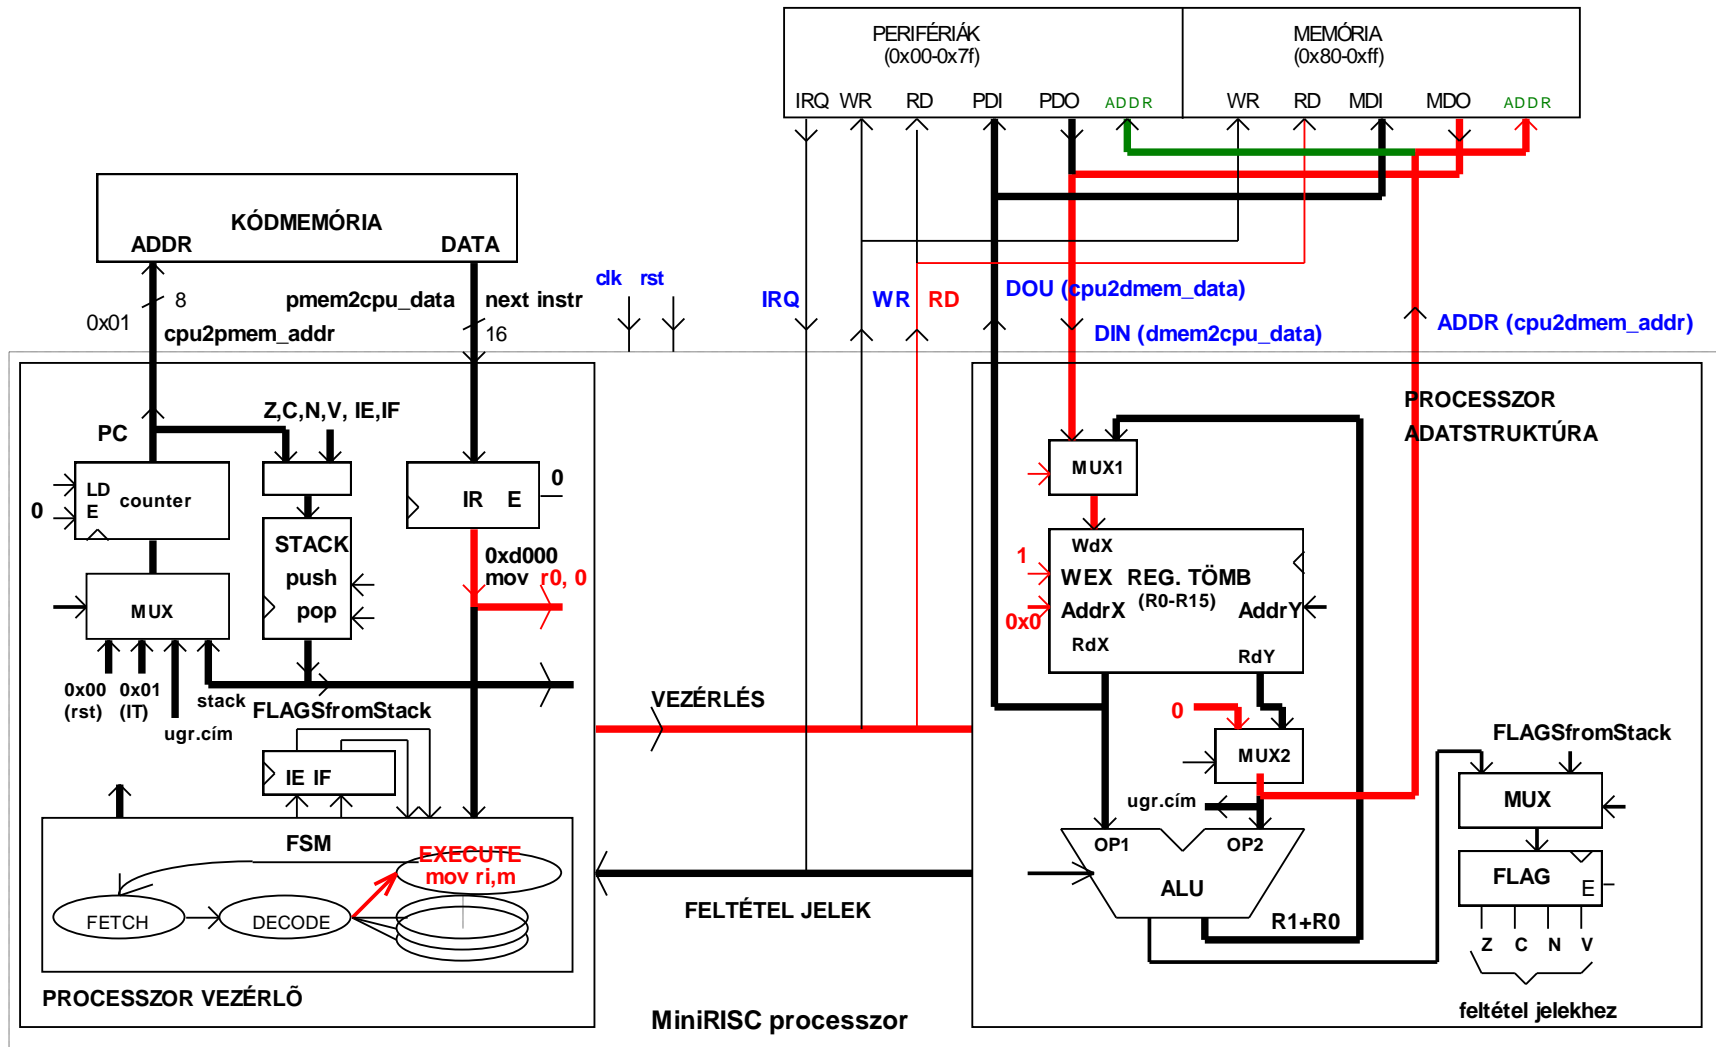 PERIFÉRIÁK
(0x00-0x7f)
MEMÓRIA
(0x80-0xff)
IRQ WR RD PDI PDO ADDR
WR RD MDI MDO ADDR
KÓDMEMÓRIA
ADDR DATA
8
0x01
cpu2pmem_addr
pmem2cpu_data
next instr
16
clk rst
IRQ WR RD
DOU (cpu2dmem_data)
DIN (dmem2cpu_data)
ADDR (cpu2dmem_addr)
PC
Z,C,N,V, IE,IF
PROCESSZOR
ADATSTRUKTÚRA
LD
E
counter
0
IR E
0
MUX1
STACK
push
pop
0xd000
mov r0, 0
MUX
WdX
1
WEX REG. TÖMB
(R0-R15)
AddrX AddrY
0x0
RdX
RdY
0x00
(rst)
0x01
(IT)
ugr.cím
stack
FLAGSfromStack
VEZÉRLÉS
0
MUX2
FLAGSfromStack
IE IF
ugr.cím
MUX
FSM
EXECUTE
mov ri,m
FETCH
DECODE
OP1 OP2
ALU
FLAG
E
FELTÉTEL JELEK
R1+R0
Z C N V
PROCESSZOR VEZÉRLÕ
MiniRISC processzor
feltétel jelekhez